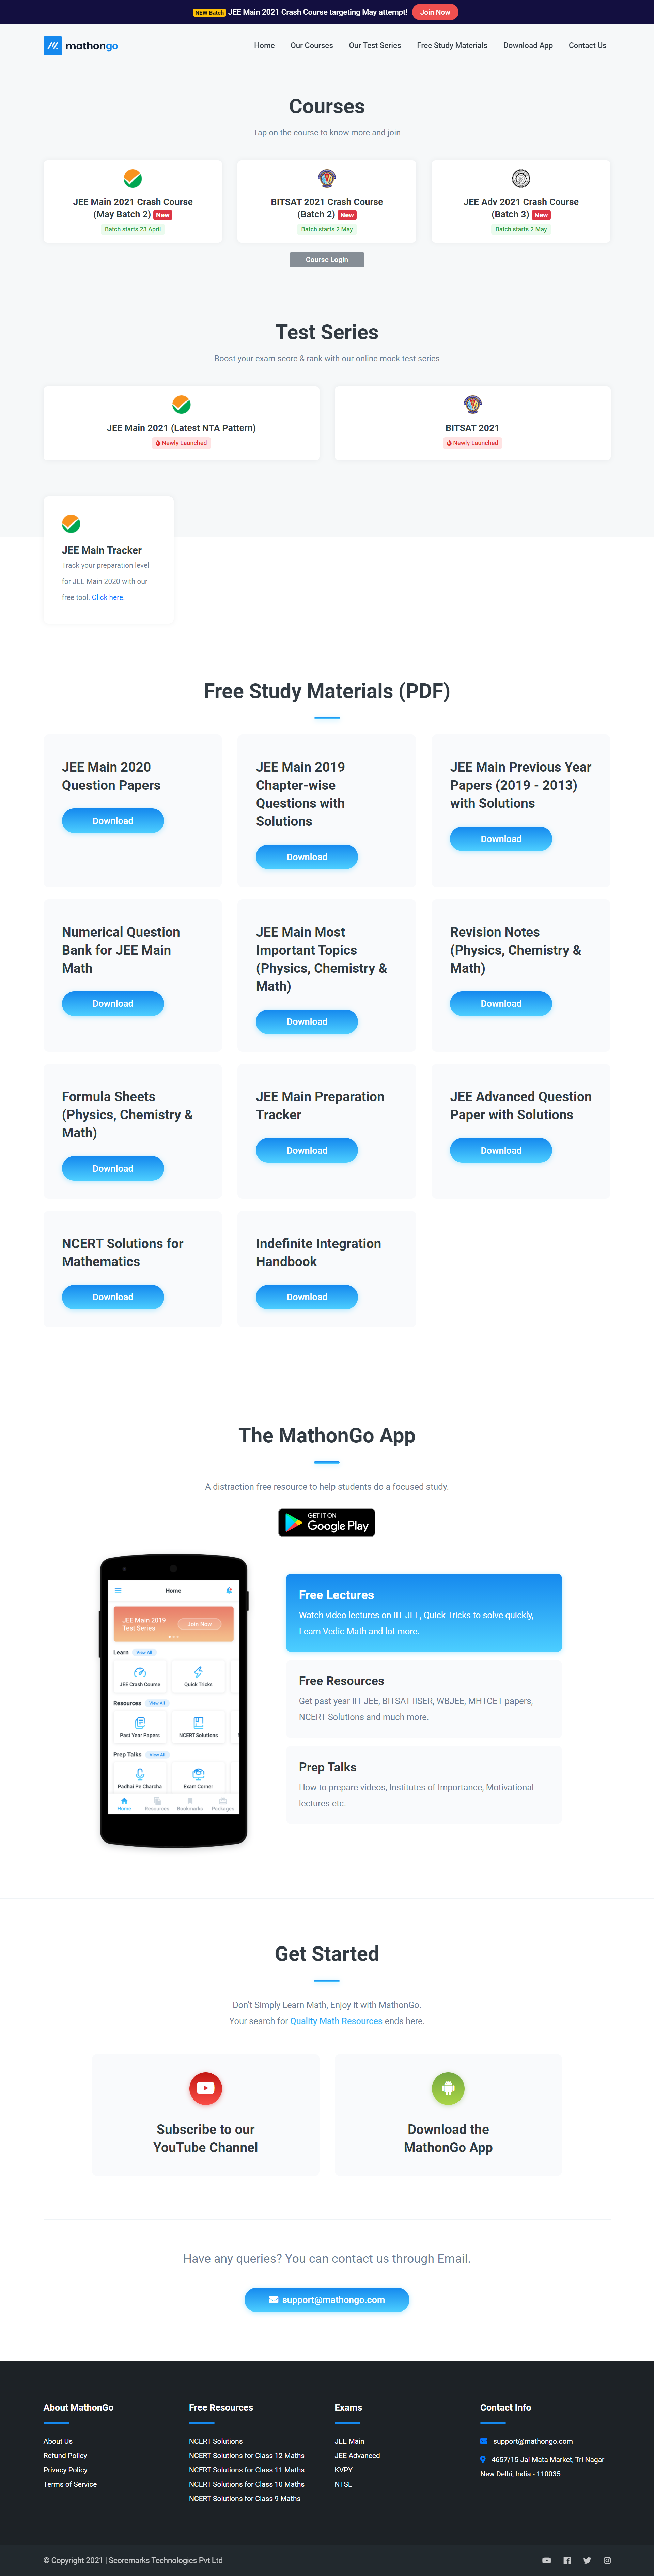 NEW Batch JEE Main 2021 Crash Course targeting May attempt! Join Now
mathongo
Home Our Courses Our Test Series Free Study Materials Download App Contact Us
Courses
Tap on the course to know more and join
JEE Main 2021 Crash Course
(May Batch 2) New
Batch starts 23 April
BITSAT 2021 Crash Course
(Batch 2) New
Batch starts 2 May
JEE Adv 2021 Crash Course
(Batch 3) New
Batch starts 2 May
Course Login
Test Series
Boost your exam score & rank with our online mock test series
JEE Main 2021 (Latest NTA Pattern)
Newly Launched
BITSAT 2021
Newly Launched
JEE Main Tracker
Track your preparation level
for JEE Main 2020 with our
free tool. Click here.
Free Study Materials (PDF)
JEE Main 2020
Question Papers
Download
JEE Main 2019
Chapter-wise
Questions with
Solutions
Download
JEE Main Previous Year
Papers (2019 - 2013)
with Solutions
Download
Numerical Question
Bank for JEE Main
Math
Download
JEE Main Most
Important Topics
(Physics, Chemistry &
Math)
Download
Revision Notes
(Physics, Chemistry &
Math)
Download
Formula Sheets
(Physics, Chemistry &
Math)
Download
JEE Main Preparation
Tracker
Download
JEE Advanced Question
Paper with Solutions
Download
NCERT Solutions for
Mathematics
Download
Indefinite Integration
Handbook
Download
The MathonGo App
A distraction-free resource to help students do a focused study.
GET IT ON
Google Play
Home
JEE Main 2019
Test Series
Join Now
Learn View All
JEE Crash Course Quick Tricks
Resources View All
Past Year Papers NCERT Solutions
Prep Talks View All
Padhai Pe Charcha Exam Corner
Home Resources Bookmarks Packages
Free Lectures
Watch video lectures on IIT JEE, Quick Tricks to solve quickly,
Learn Vedic Math and lot more.
Free Resources
Get past year IIT JEE, BITSAT IISER, WBJEE, MHTCET papers,
NCERT Solutions and much more.
Prep Talks
How to prepare videos, Institutes of Importance, Motivational
lectures etc.
Get Started
Don't Simply Learn Math, Enjoy it with MathonGo.
Your search for Quality Math Resources ends here.
Subscribe to our
YouTube Channel
Download the
MathonGo App
Have any queries? You can contact us through Email.
support@mathongo.com
About MathonGo
About Us
Refund Policy
Privacy Policy
Terms of Service
Free Resources
NCERT Solutions
NCERT Solutions for Class 12 Maths
NCERT Solutions for Class 11 Maths
NCERT Solutions for Class 10 Maths
NCERT Solutions for Class 9 Maths
Exams
JEE Main
JEE Advanced
KVPY
NTSE
Contact Info
support@mathongo.com
4657/15 Jai Mata Market, Tri Nagar
New Delhi, India - 110035
© Copyright 2021 | Scoremarks Technologies Pvt Ltd